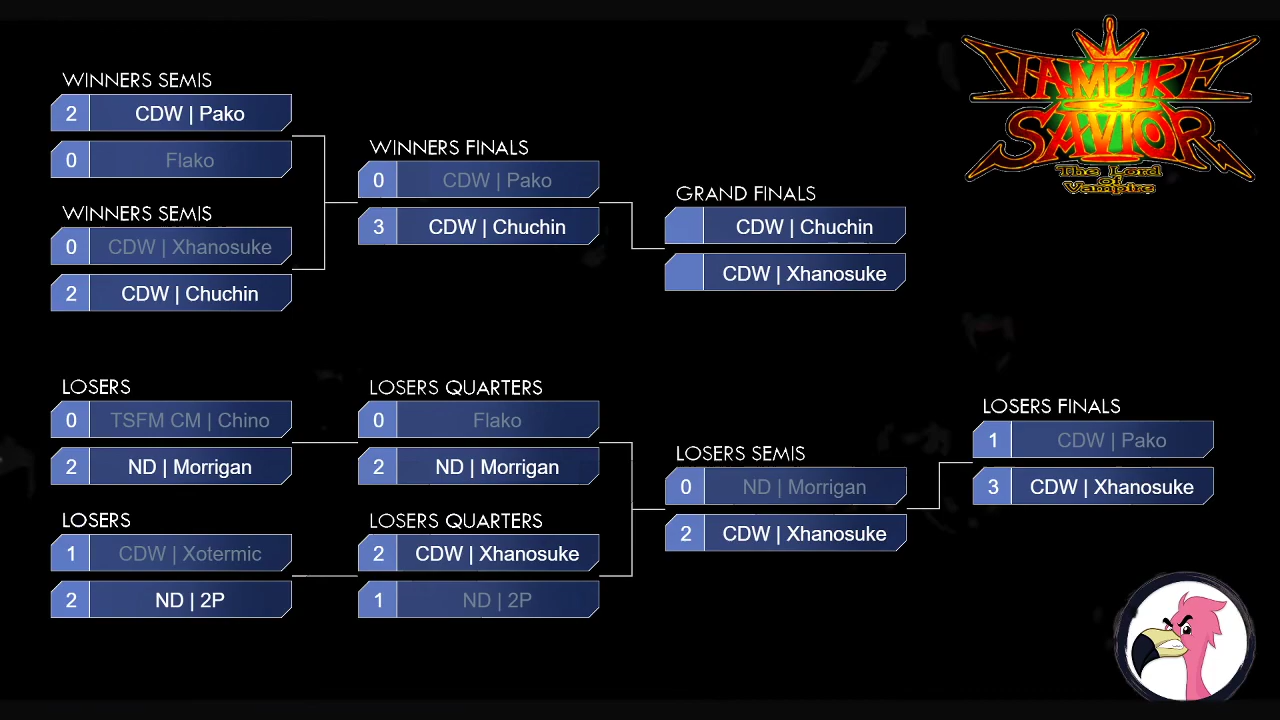 WINNERS SEMIS
2 CDW | Pako
0 Flako
WINNERS SEMIS
0 CDW | Xhanosuke
2 CDW | Chuchin
WINNERS FINALS
0 CDW | Pako
3 CDW | Chuchin
GRAND FINALS
CDW | Chuchin
CDW | Xhanosuke
VAMPIRE
SAVIOR
The Lord
of
Vampire
LOSERS
0 TSFM CM | Chino
2 ND | Morrigan
LOSERS
1 CDW | Xotermic
2 ND | 2P
LOSERS QUARTERS
0 Flako
2 ND | Morrigan
LOSERS QUARTERS
2 CDW | Xhanosuke
1 ND | 2P
LOSERS SEMIS
0 ND | Morrigan
2 CDW | Xhanosuke
LOSERS FINALS
1 CDW | Pako
3 CDW | Xhanosuke